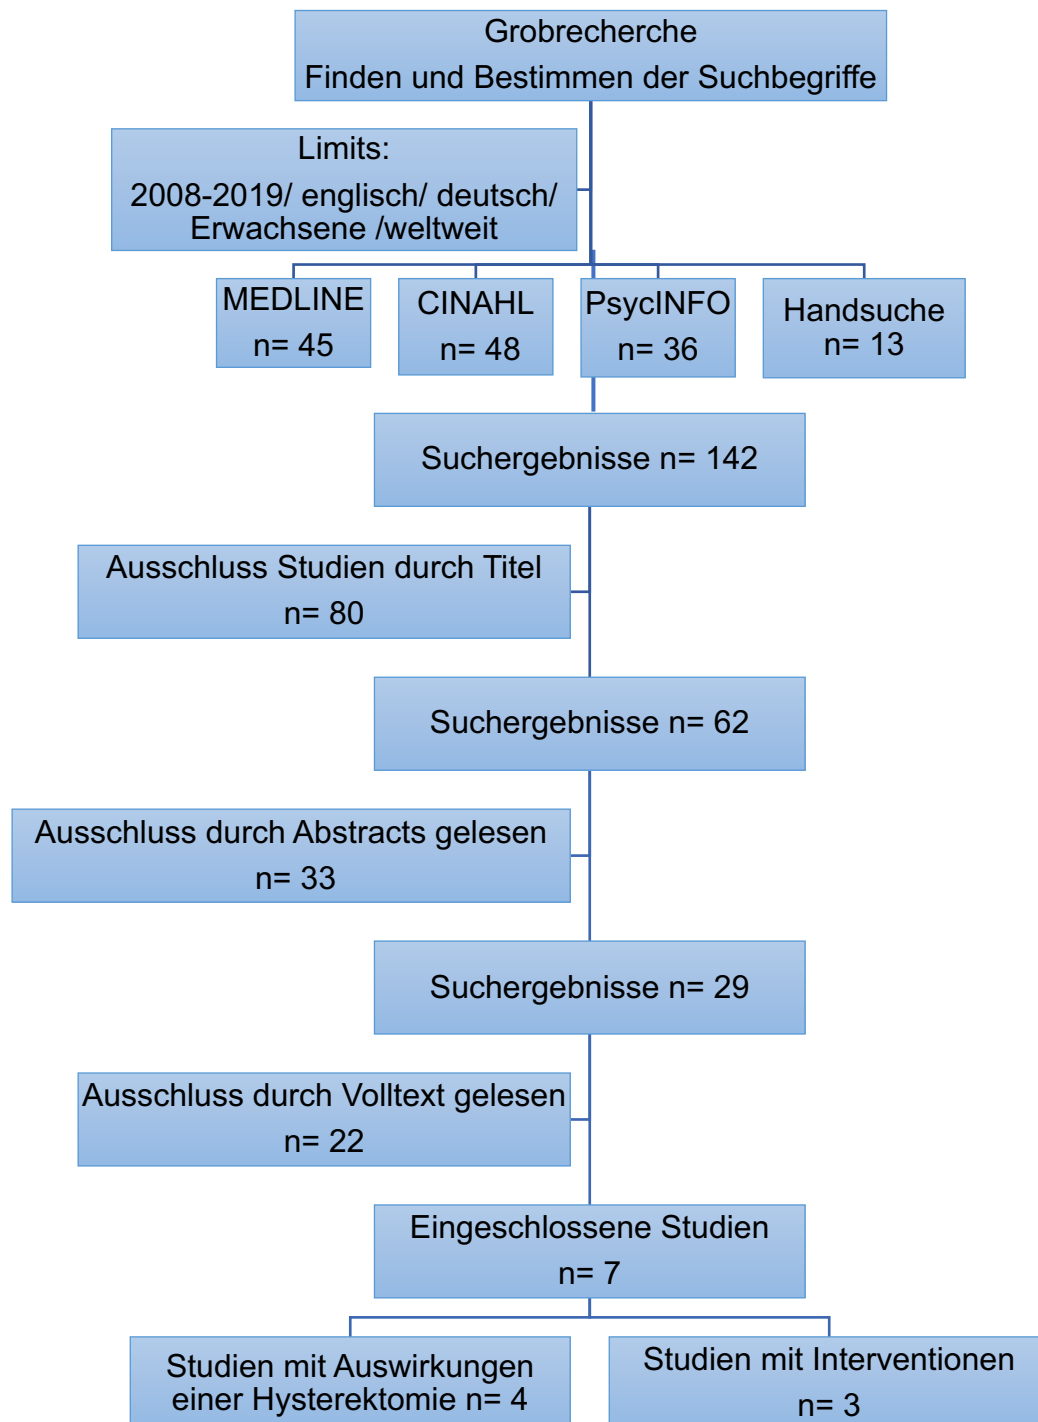 Grobrecherche
Finden und Bestimmen der Suchbegriffe
Limits:
2008-2019/ englisch/ deutsch/
Erwachsene /weltweit
MEDLINE
n= 45
CINAHL
n= 48
PsycINFO
n= 36
Handsuche
n= 13
Suchergebnisse n= 142
Ausschluss Studien durch Titel
n= 80
Suchergebnisse n= 62
Ausschluss durch Abstracts gelesen
n= 33
Suchergebnisse n= 29
Ausschluss durch Volltext gelesen
n= 22
Eingeschlossene Studien
n= 7
Studien mit Auswirkungen
einer Hysterektomie n= 4
Studien mit Interventionen
n= 3